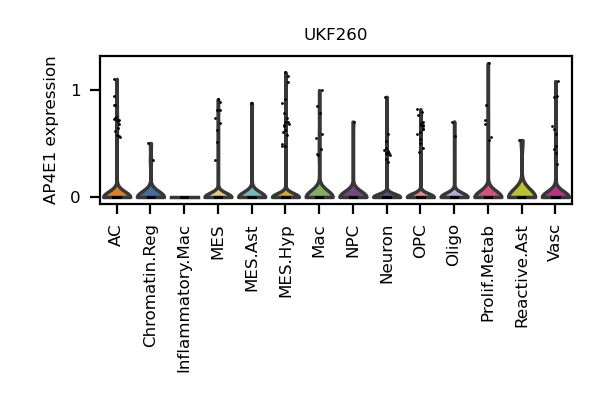 UKF260
AP4E1 expression
1
0
AC
Chromatin.Reg
Inflammatory.Mac
MES
MES.Ast
MES.Hyp
Mac
NPC
Neuron
OPC
Oligo
Prolif.Metab
Reactive.Ast
Vasc